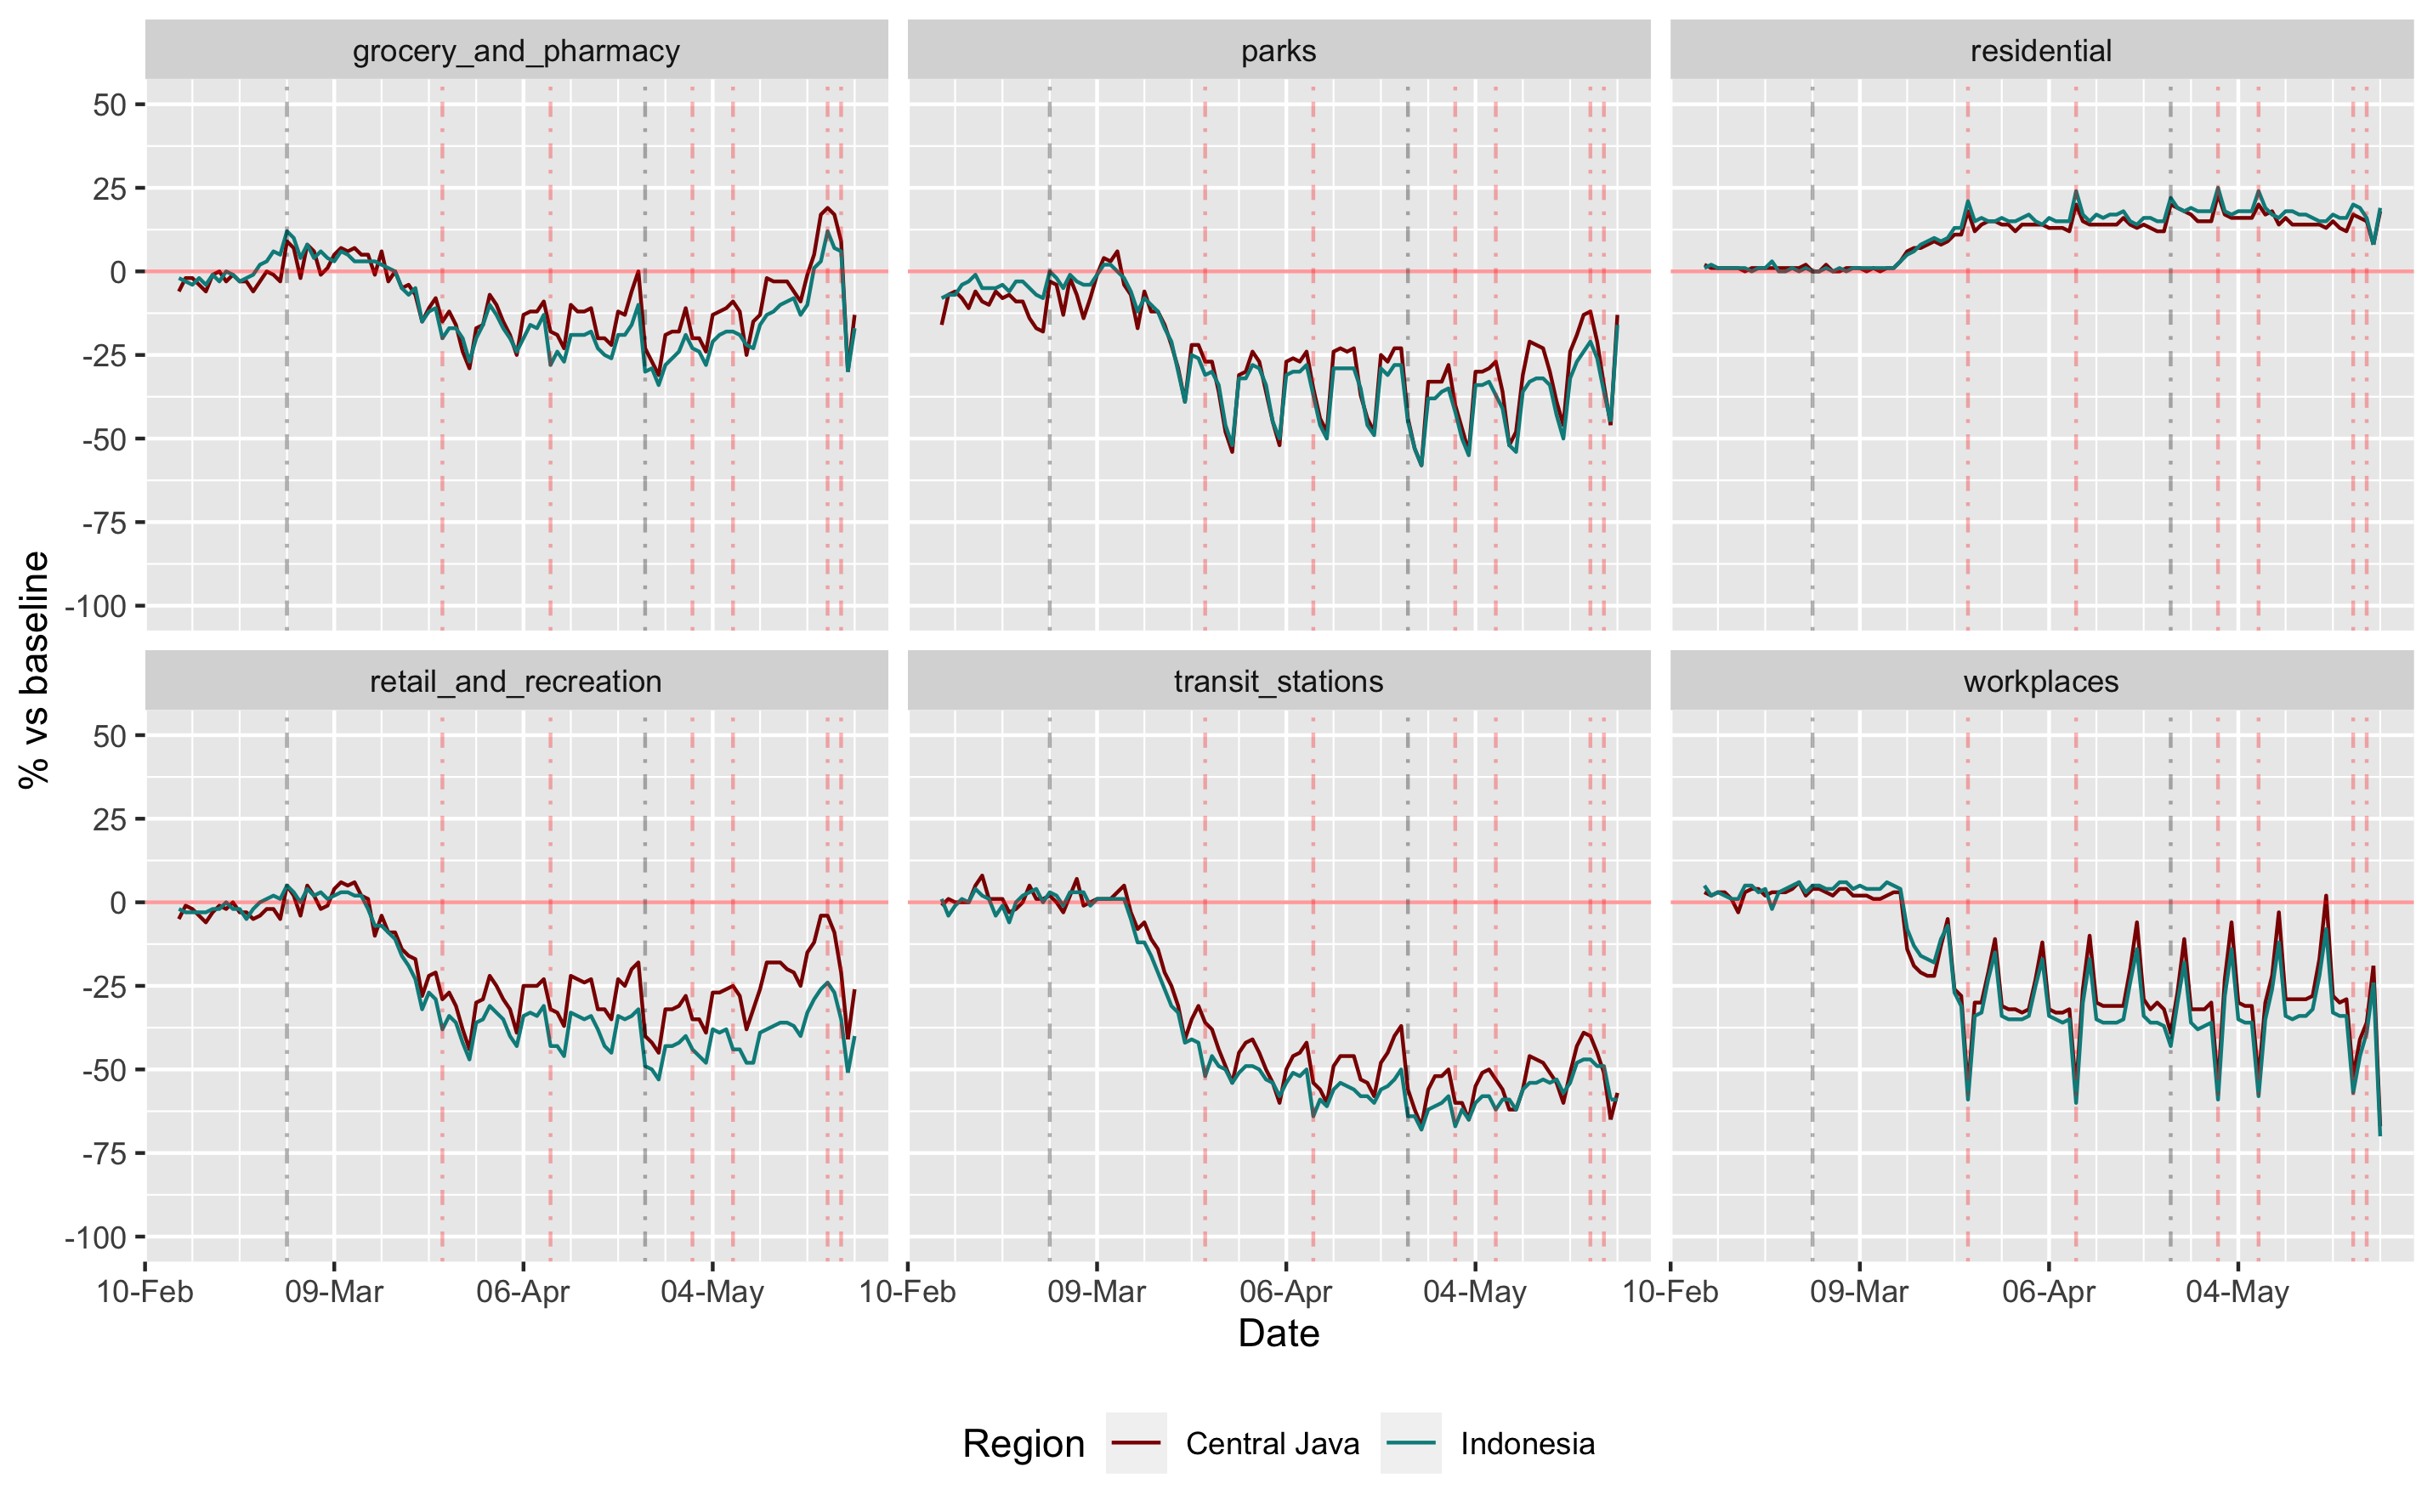 grocery_and_pharmacy
parks
residential
50
25
0
-25
-50
-75
-100
retail_and_recreation
transit_stations
workplaces
50
25
0
-25
-50
-75
-100
% vs baseline
10-Feb 09-Mar 06-Apr 04-May
10-Feb 09-Mar 06-Apr 04-May
10-Feb 09-Mar 06-Apr 04-May
Date
Region Central Java Indonesia